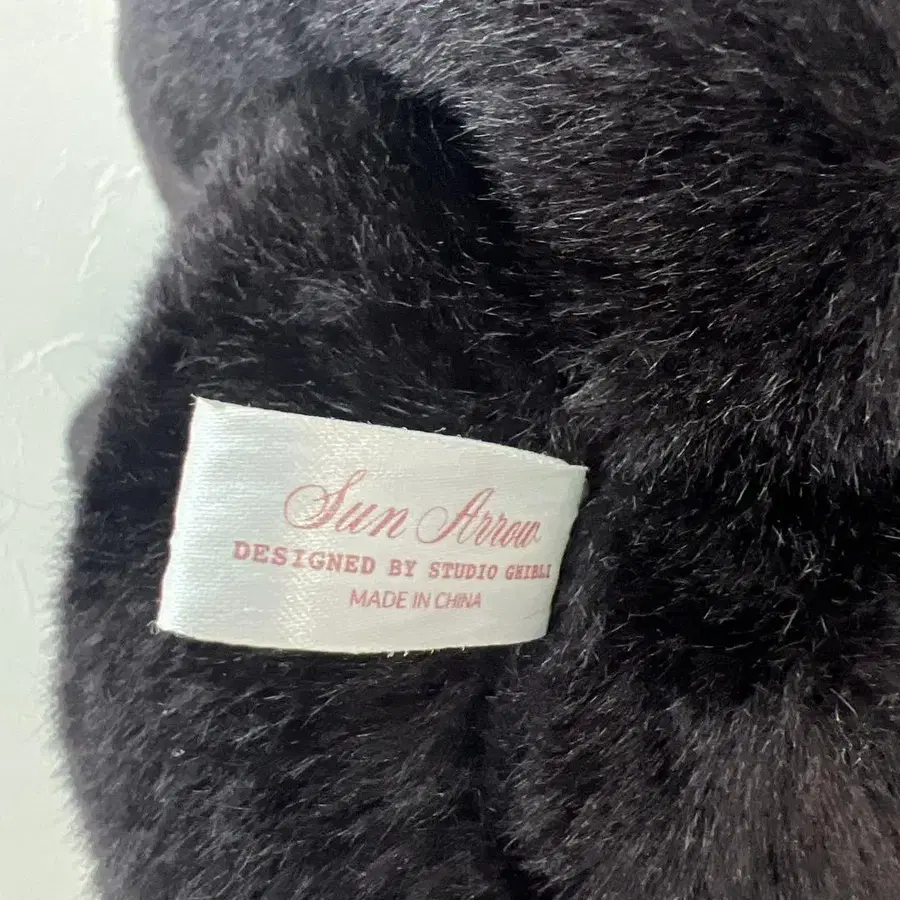 Sun Arrow
DESIGNED BY STUDIO GHIBLI
MADE IN CHINA